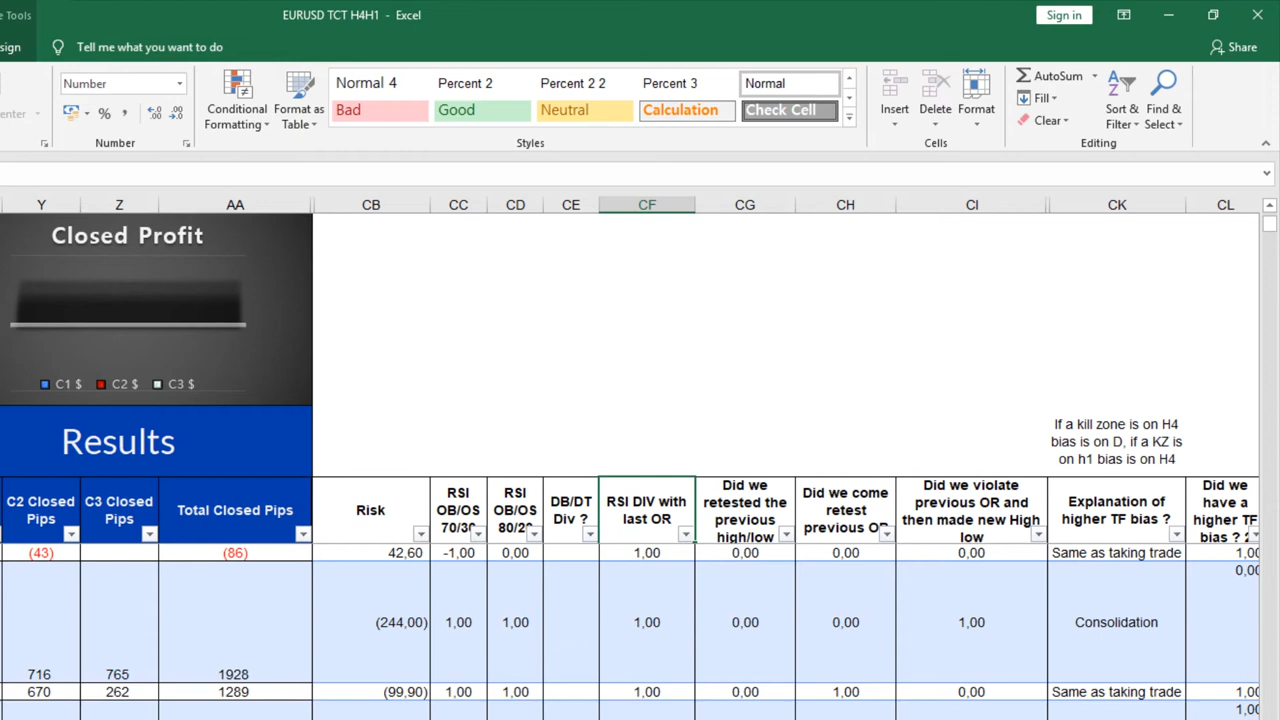 e Tools
EURUSD TCT H4H1 - Excel
Sign in
sign
Tell me what you want to do
Share
enter
Number
%
,
Number
Conditional
Formatting
Format as
Table
Normal 4
Percent 2
Percent 2 2
Percent 3
Normal
Bad
Good
Neutral
Calculation
Check Cell
Styles
Insert
Delete
Format
Cells
AutoSum
Fill
Clear
Sort &
Filter
Find &
Select
Editing
Y Z AA CB CC CD CE CF CG CH CI CK CL
Closed Profit
C1 $ C2 $ C3 $
Results
If a kill zone is on H4
bias is on D, if a KZ is
on h1 bias is on H4
C2 Closed
Pips
C3 Closed
Pips
Total Closed Pips
Risk
RSI
OB/OS
70/30
RSI
OB/OS
80/20
DB/DT
Div ?
RSI DIV with
last OR
Did we
retested the
previous
high/low
Did we come
retest
previous OR
Did we violate
previous OR and
then made new High
low
Explanation of
higher TF bias ?
Did we
have a
higher TF
bias ?
(43) (86) 42,60 -1,00 0,00 1,00 0,00 0,00 0,00 Same as taking trade 1,00
0,00
(244,00) 1,00 1,00 1,00 0,00 0,00 1,00 Consolidation
716 765 1928
670 262 1289 (99,90) 1,00 1,00 1,00 0,00 1,00 0,00 Same as taking trade 1,00
1,00